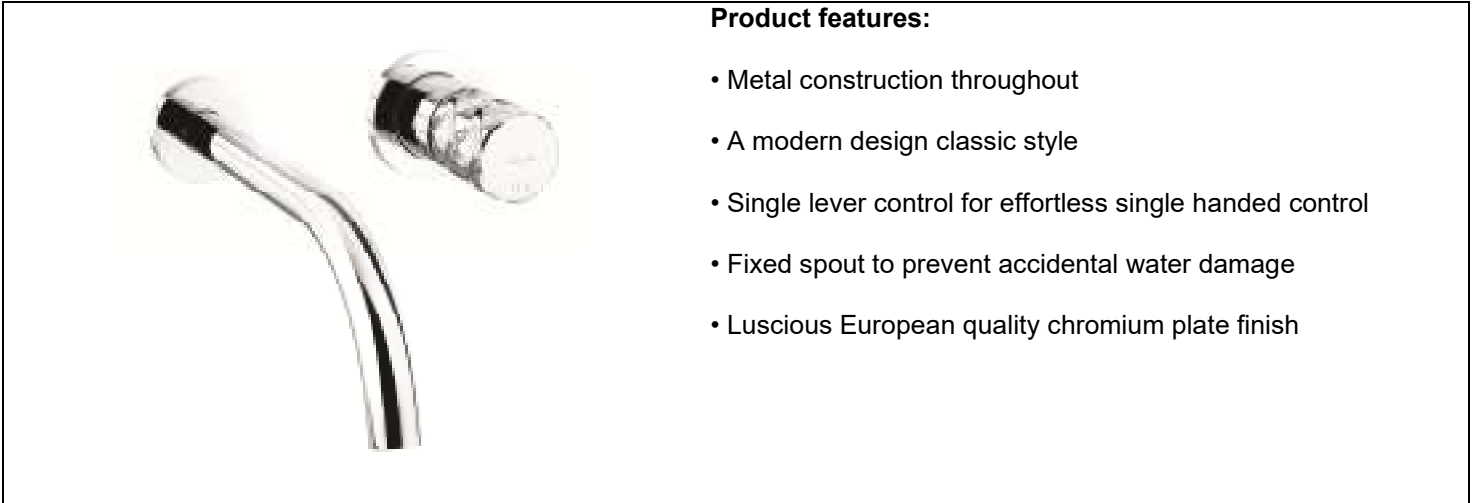 Product features:
• Metal construction throughout
• A modern design classic style
• Single lever control for effortless single handed control
• Fixed spout to prevent accidental water damage
• Luscious European quality chromium plate finish